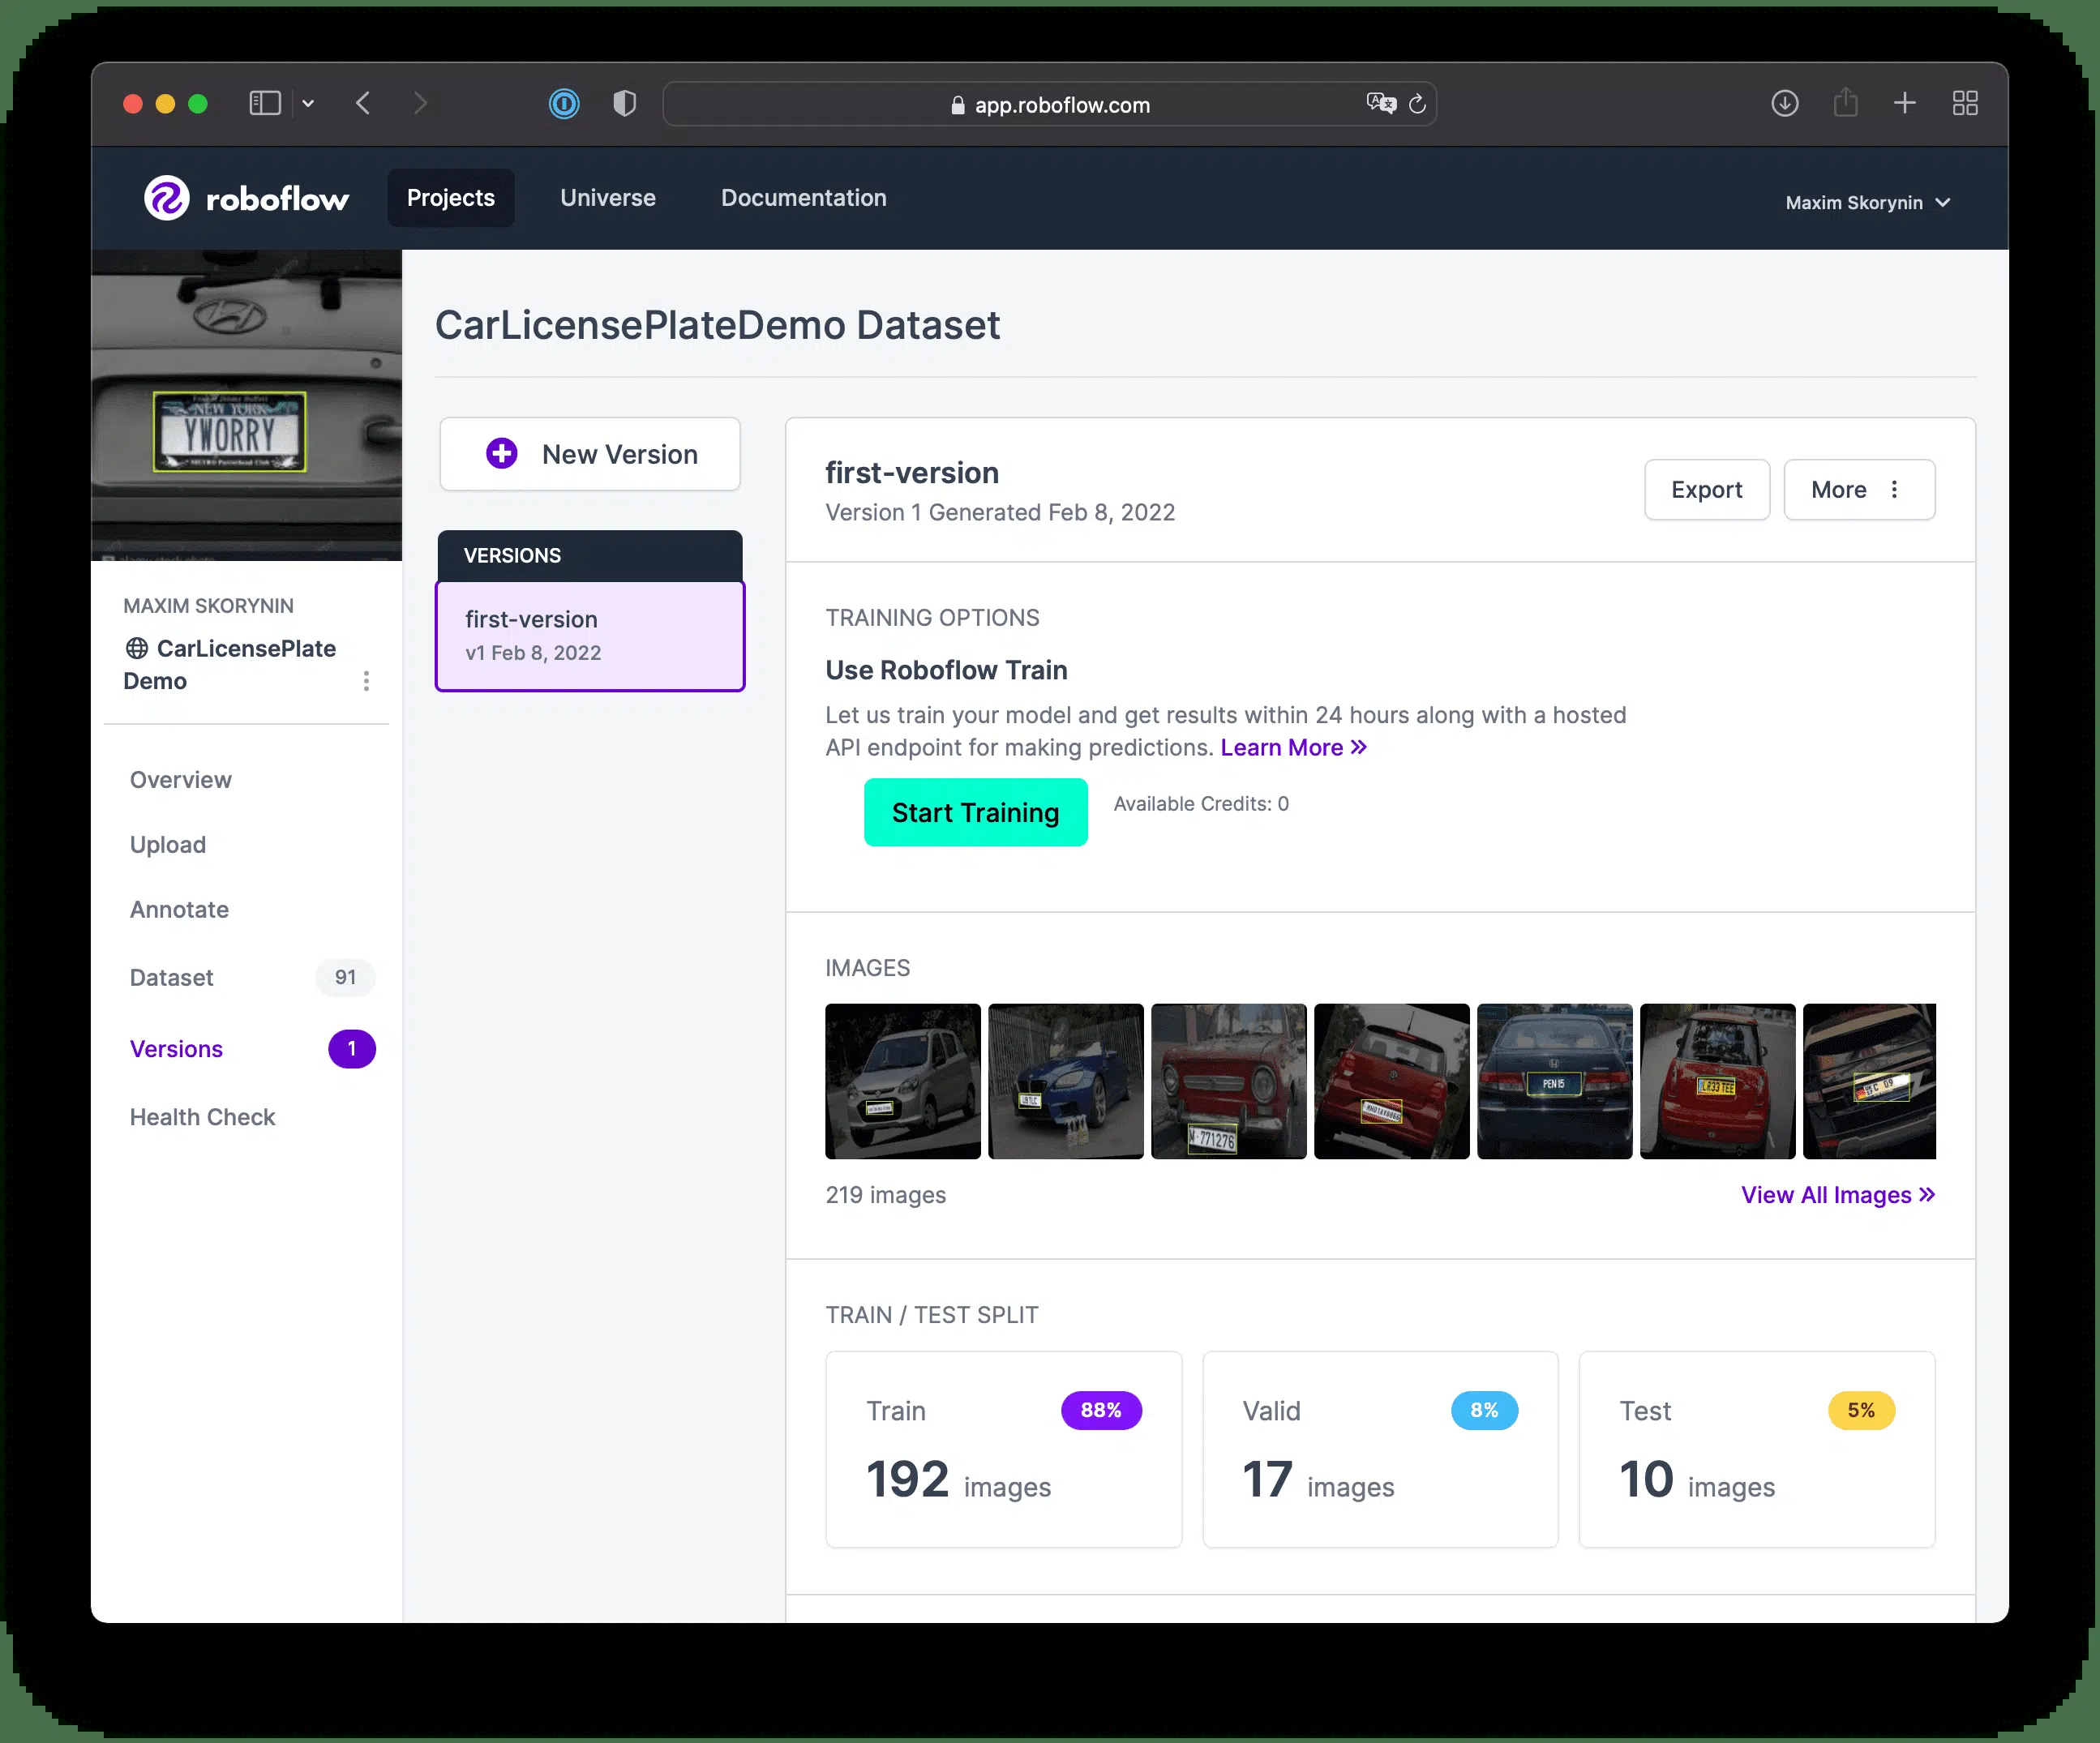 app.roboflow.com
roboflow
Projects
Universe
Documentation
Maxim Skorynin
NEW YORK
YWORRY
MAXIM SKORYNIN
CarLicensePlate
Demo
Overview
Upload
Annotate
Dataset 91
Versions 1
Health Check
CarLicensePlateDemo Dataset
New Version
VERSIONS
first-version
v1 Feb 8, 2022
first-version
Version 1 Generated Feb 8, 2022
Export
More
TRAINING OPTIONS
Use Roboflow Train
Let us train your model and get results within 24 hours along with a hosted
API endpoint for making predictions. Learn More »
Start Training
Available Credits: 0
IMAGES
771276
PEN 15
219 images
View All Images »
TRAIN / TEST SPLIT
Train 88%
192 images
Valid 8%
17 images
Test 5%
10 images